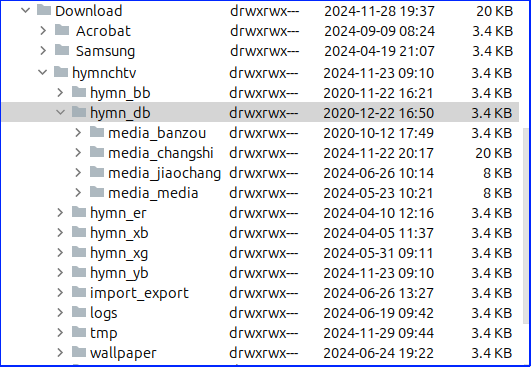 Download drwxrwx--- 2024-11-28 19:37 20 KB
Acrobat drwxrwx--- 2024-09-09 08:24 3.4 KB
Samsung drwxrwx--- 2024-04-19 21:07 3.4 KB
hymnchtv drwxrwx--- 2024-11-23 09:10 3.4 KB
hymn_bb drwxrwx--- 2020-11-22 16:21 3.4 KB
hymn_db drwxrwx--- 2020-12-22 16:50 3.4 KB
media_banzou drwxrwx--- 2020-10-12 17:49 3.4 KB
media_changshi drwxrwx--- 2024-11-22 20:17 20 KB
media_jiaochang drwxrwx--- 2024-06-26 10:14 8 KB
media_media drwxrwx--- 2024-05-23 10:21 8 KB
hymn_er drwxrwx--- 2024-04-10 12:16 3.4 KB
hymn_xb drwxrwx--- 2024-04-05 11:37 3.4 KB
hymn_xg drwxrwx--- 2024-05-31 09:11 3.4 KB
hymn_yb drwxrwx--- 2024-11-23 09:10 3.4 KB
import_export drwxrwx--- 2024-06-26 13:27 3.4 KB
logs drwxrwx--- 2024-06-19 09:42 3.4 KB
tmp drwxrwx--- 2024-11-29 09:44 3.4 KB
wallpaper drwxrwx--- 2024-06-24 19:22 3.4 KB